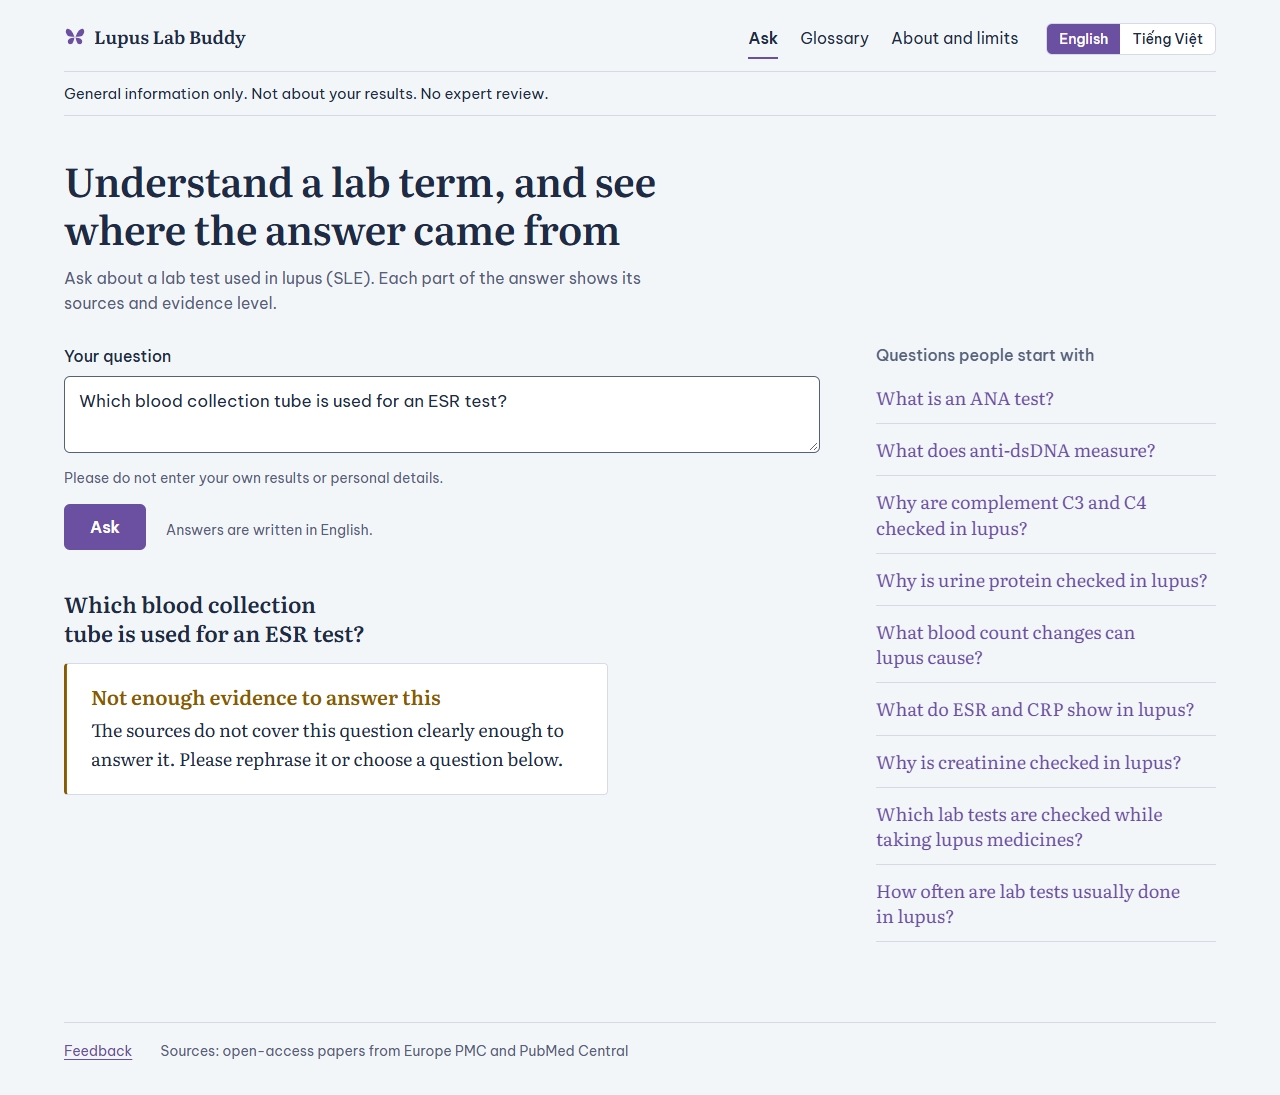 Lupus Lab Buddy
Ask
Glossary
About and limits
English
Tiếng Việt
General information only. Not about your results. No expert review.
Understand a lab term, and see
where the answer came from
Ask about a lab test used in lupus (SLE). Each part of the answer shows its
sources and evidence level.
Your question
Which blood collection tube is used for an ESR test?
Please do not enter your own results or personal details.
Ask
Answers are written in English.
Which blood collection
tube is used for an ESR test?
Not enough evidence to answer this
The sources do not cover this question clearly enough to
answer it. Please rephrase it or choose a question below.
Questions people start with
What is an ANA test?
What does anti-dsDNA measure?
Why are complement C3 and C4
checked in lupus?
Why is urine protein checked in lupus?
What blood count changes can
lupus cause?
What do ESR and CRP show in lupus?
Why is creatinine checked in lupus?
Which lab tests are checked while
taking lupus medicines?
How often are lab tests usually done
in lupus?
Feedback
Sources: open-access papers from Europe PMC and PubMed Central